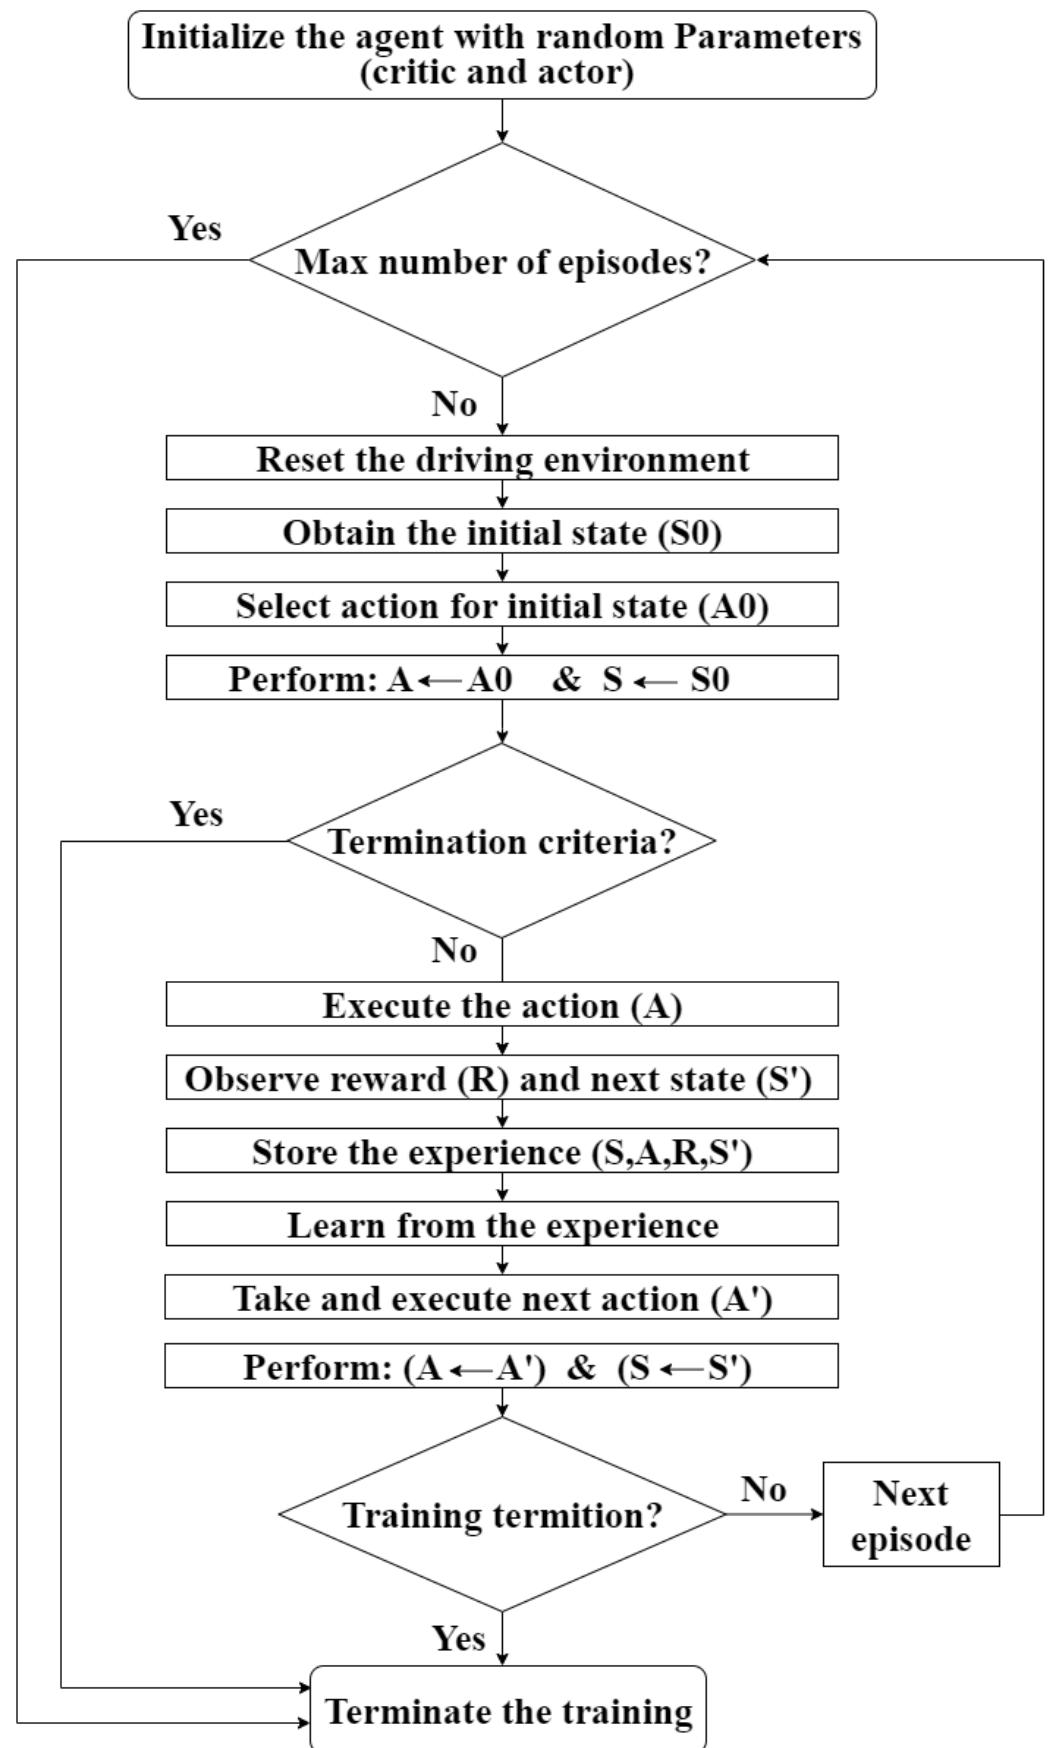 Initialize the agent with random Parameters
(critic and actor)
Yes
Max number of episodes?
No
Reset the driving environment
Obtain the initial state (S0)
Select action for initial state (A0)
Perform: A ← A0 & S ← S0
Yes
Termination criteria?
No
Execute the action (A)
Observe reward (R) and next state (S')
Store the experience (S,A,R,S')
Learn from the experience
Take and execute next action (A')
Perform: (A ← A') & (S ← S')
Training termition?
No
Next
episode
Yes
Terminate the training